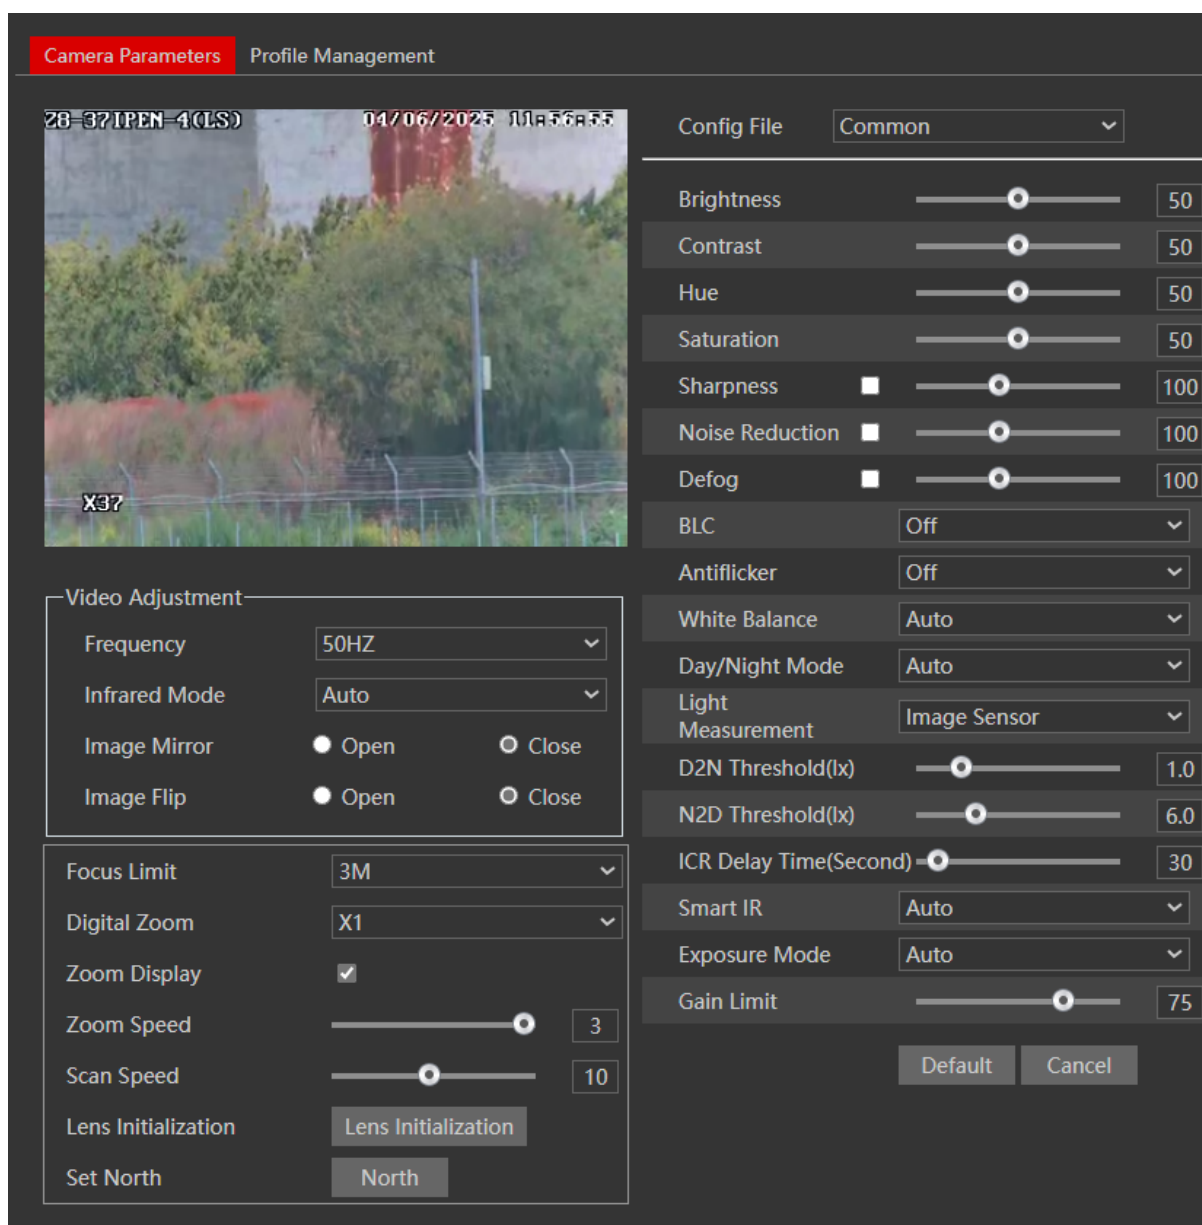 Camera Parameters Profile Management
Z8-37IPEN-4(LS) 04/06/2025 11:56:55
X37
Video Adjustment
Frequency 50HZ
Infrared Mode Auto
Image Mirror Open Close
Image Flip Open Close
Focus Limit 3M
Digital Zoom X1
Zoom Display
Zoom Speed 3
Scan Speed 10
Lens Initialization Lens Initialization
Set North North
Config File Common
Brightness 50
Contrast 50
Hue 50
Saturation 50
Sharpness 100
Noise Reduction 100
Defog 100
BLC Off
Antiflicker Off
White Balance Auto
Day/Night Mode Auto
Light
Measurement Image Sensor
D2N Threshold(lx) 1.0
N2D Threshold(lx) 6.0
ICR Delay Time(Second) 30
Smart IR Auto
Exposure Mode Auto
Gain Limit 75
Default Cancel